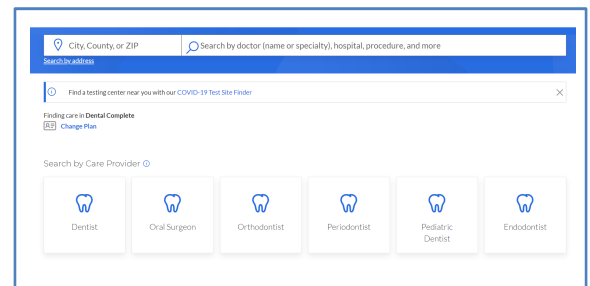 City, County, or ZIP
Search by doctor (name or specialty), hospital, procedure, and more
Search by address
Find a testing center near you with our COVID-19 Test Site Finder
Finding care in Dental Complete
Change Plan
Search by Care Provider
Dentist
Oral Surgeon
Orthodontist
Periodontist
Pediatric
Dentist
Endodontist